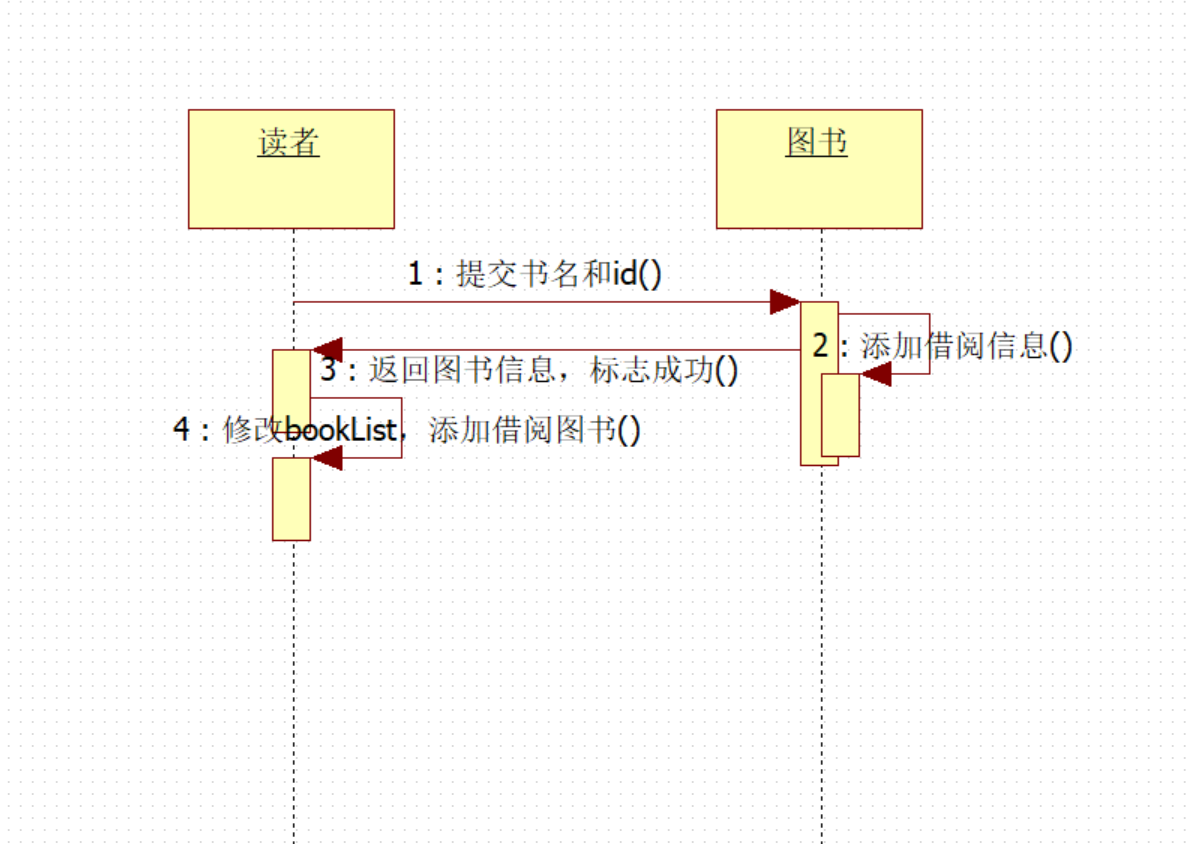 读者
图书
1：提交书名和id()
2：添加借阅信息()
3：返回图书信息，标志成功()
4：修改bookList，添加借阅图书()